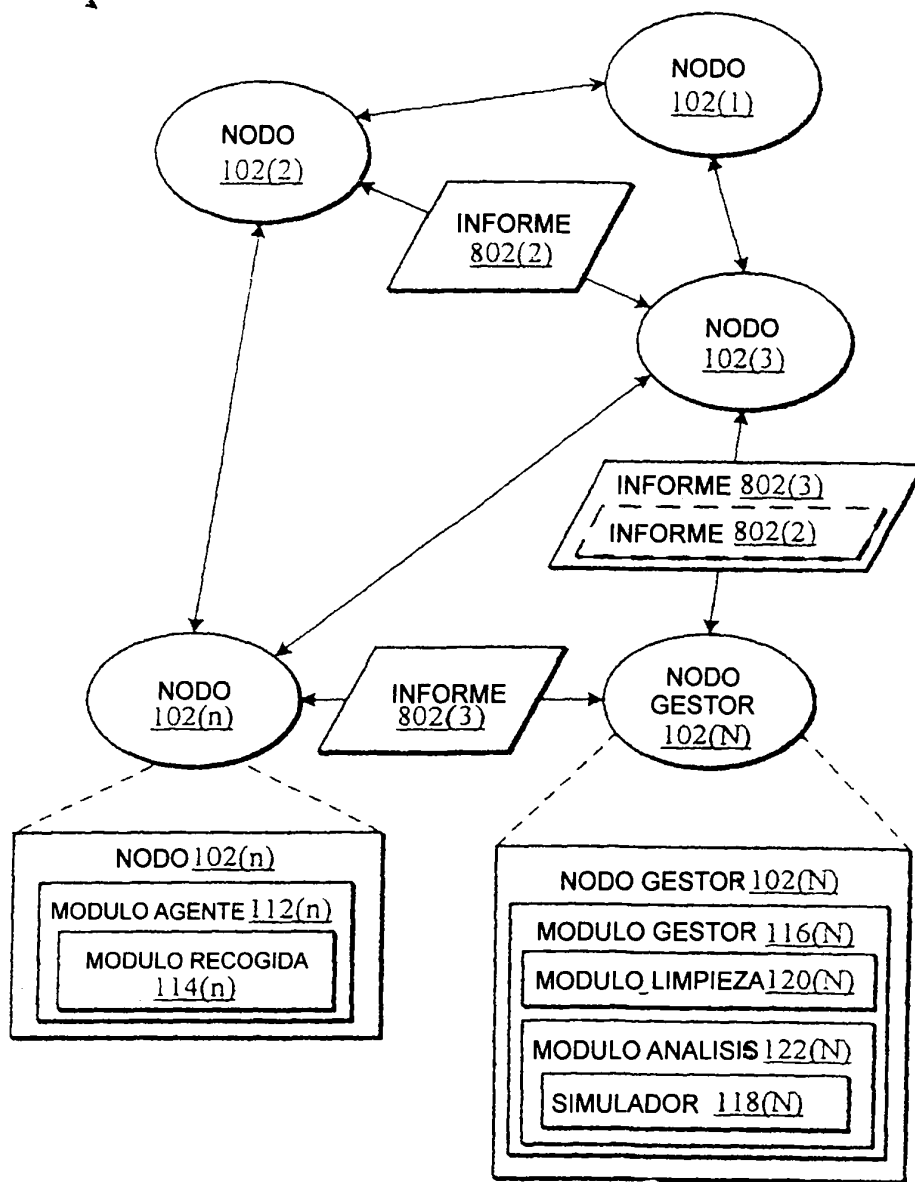 NODO
102(1)
NODO
102(2)
INFORME
802(2)
NODO
102(3)
INFORME 802(3)
INFORME 802(2)
NODO
102(n)
INFORME
802(3)
NODO
GESTOR
102(N)
NODO 102(n)
MODULO AGENTE 112(n)
MODULO RECOGIDA
114(n)
NODO GESTOR 102(N)
MODULO GESTOR 116(N)
MODULO LIMPIEZA 120(N)
MODULO ANALISIS 122(N)
SIMULADOR 118(N)